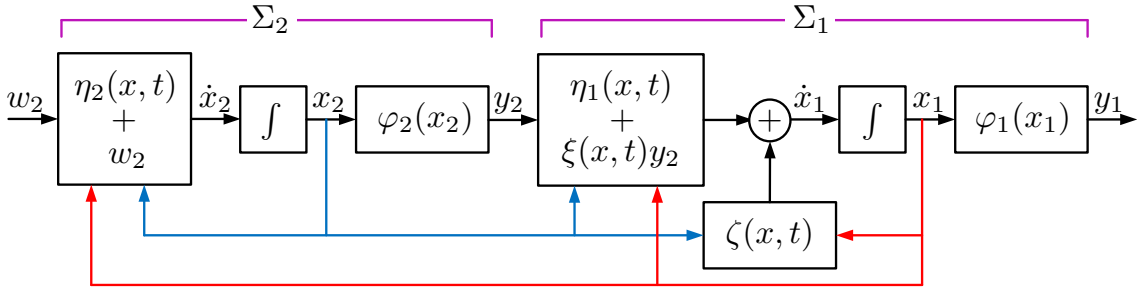 Σ₂ Σ₁
w₂ η₂(x, t) + w₂ ẋ₂ ∫ x₂ φ₂(x₂) y₂ η₁(x, t) + ξ(x, t)y₂ + ẋ₁ ∫ x₁ φ₁(x₁) y₁
ζ(x, t)